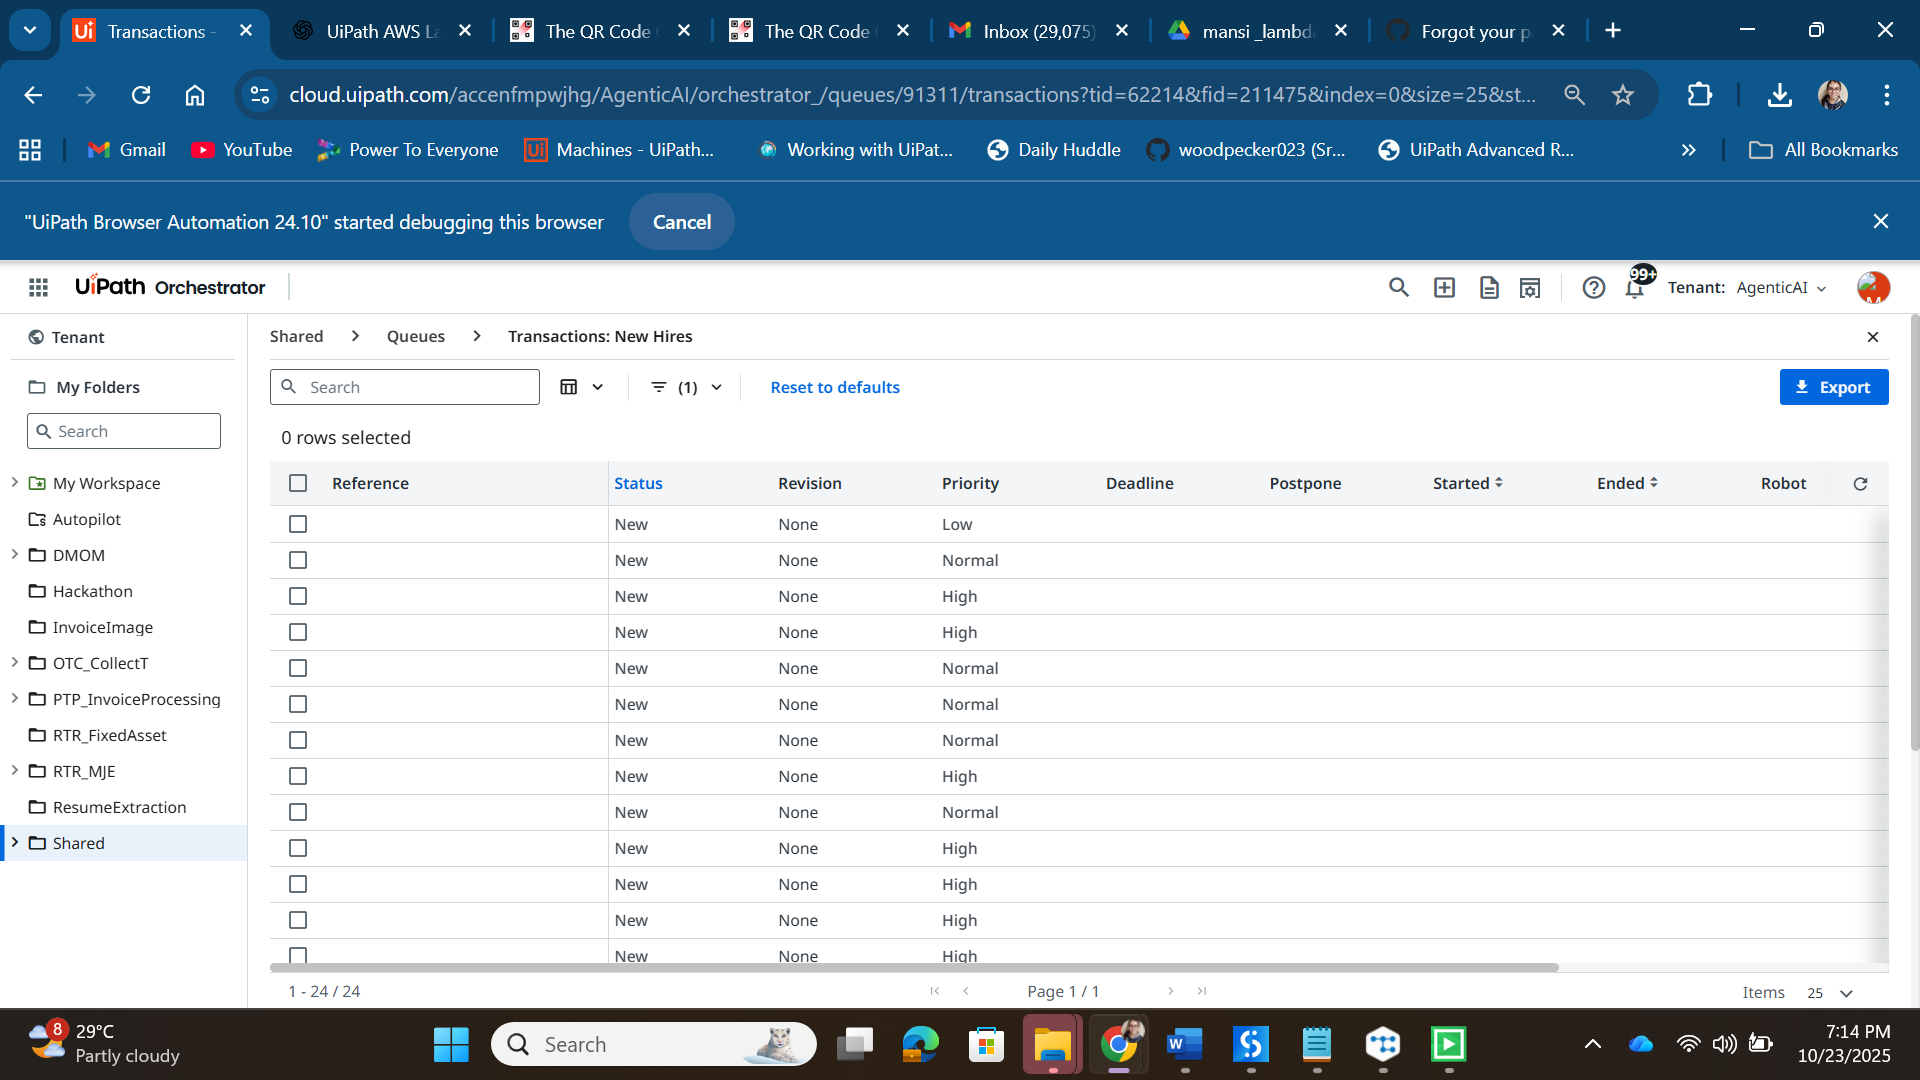 Transactions -
UiPath AWS La
The QR Code
The QR Code
Inbox (29,075)
mansi _lambd
Forgot your p
cloud.uipath.com/accenfmpwjhg/AgenticAI/orchestrator_/queues/91311/transactions?tid=62214&fid=211475&index=0&size=25&st...
Gmail
YouTube
Power To Everyone
Machines - UiPath...
Working with UiPat...
Daily Huddle
woodpecker023 (Sr...
UiPath Advanced R...
All Bookmarks
"UiPath Browser Automation 24.10" started debugging this browser
Cancel
UiPath Orchestrator
99+
Tenant: AgenticAI
Tenant
My Folders
Search
My Workspace
Autopilot
DMOM
Hackathon
InvoiceImage
OTC_CollectT
PTP_InvoiceProcessing
RTR_FixedAsset
RTR_MJE
ResumeExtraction
Shared
Shared > Queues > Transactions: New Hires
Search
(1)
Reset to defaults
Export
0 rows selected
Reference Status Revision Priority Deadline Postpone Started Ended Robot
New None Low
New None Normal
New None High
New None High
New None Normal
New None Normal
New None Normal
New None High
New None Normal
New None High
New None High
New None High
New None High
1 - 24 / 24
Page 1 / 1
Items 25
8
29°C
Partly cloudy
Search
7:14 PM
10/23/2025